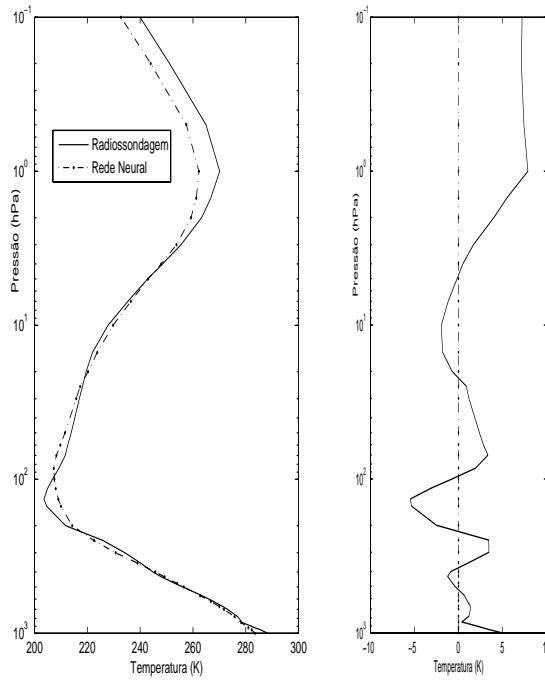 10⁻¹
10⁰
10¹
10²
10³
Pressão (hPa)
Radiossondagem
Rede Neural
200 220 240 260 280 300
Temperatura (K)
10⁻¹
10⁰
10¹
10²
10³
Pressão (hPa)
−10 −5 0 5 10
Temperatura (K)